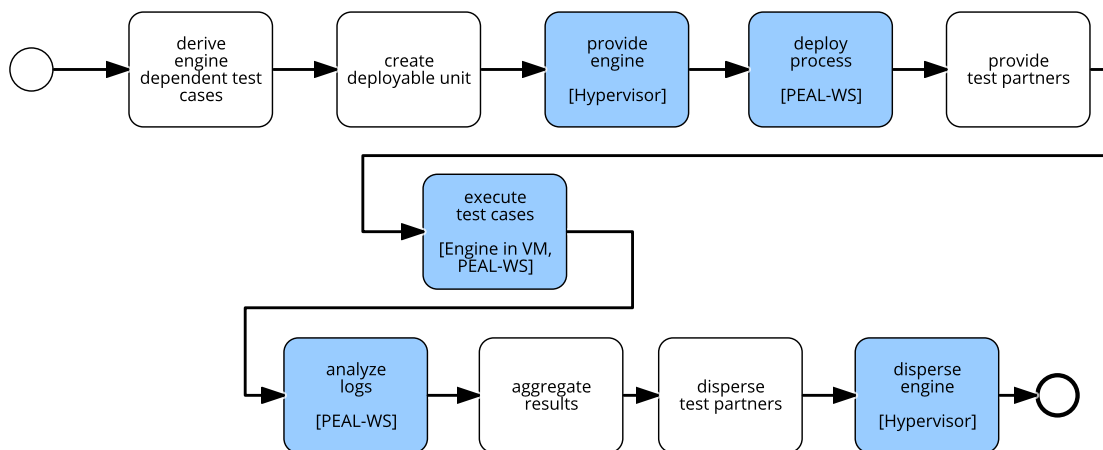 derive
engine
dependent test
cases
create
deployable unit
provide
engine
[Hypervisor]
deploy
process
[PEAL-WS]
provide
test partners
execute
test cases
[Engine in VM,
PEAL-WS]
analyze
logs
[PEAL-WS]
aggregate
results
disperse
test partners
disperse
engine
[Hypervisor]